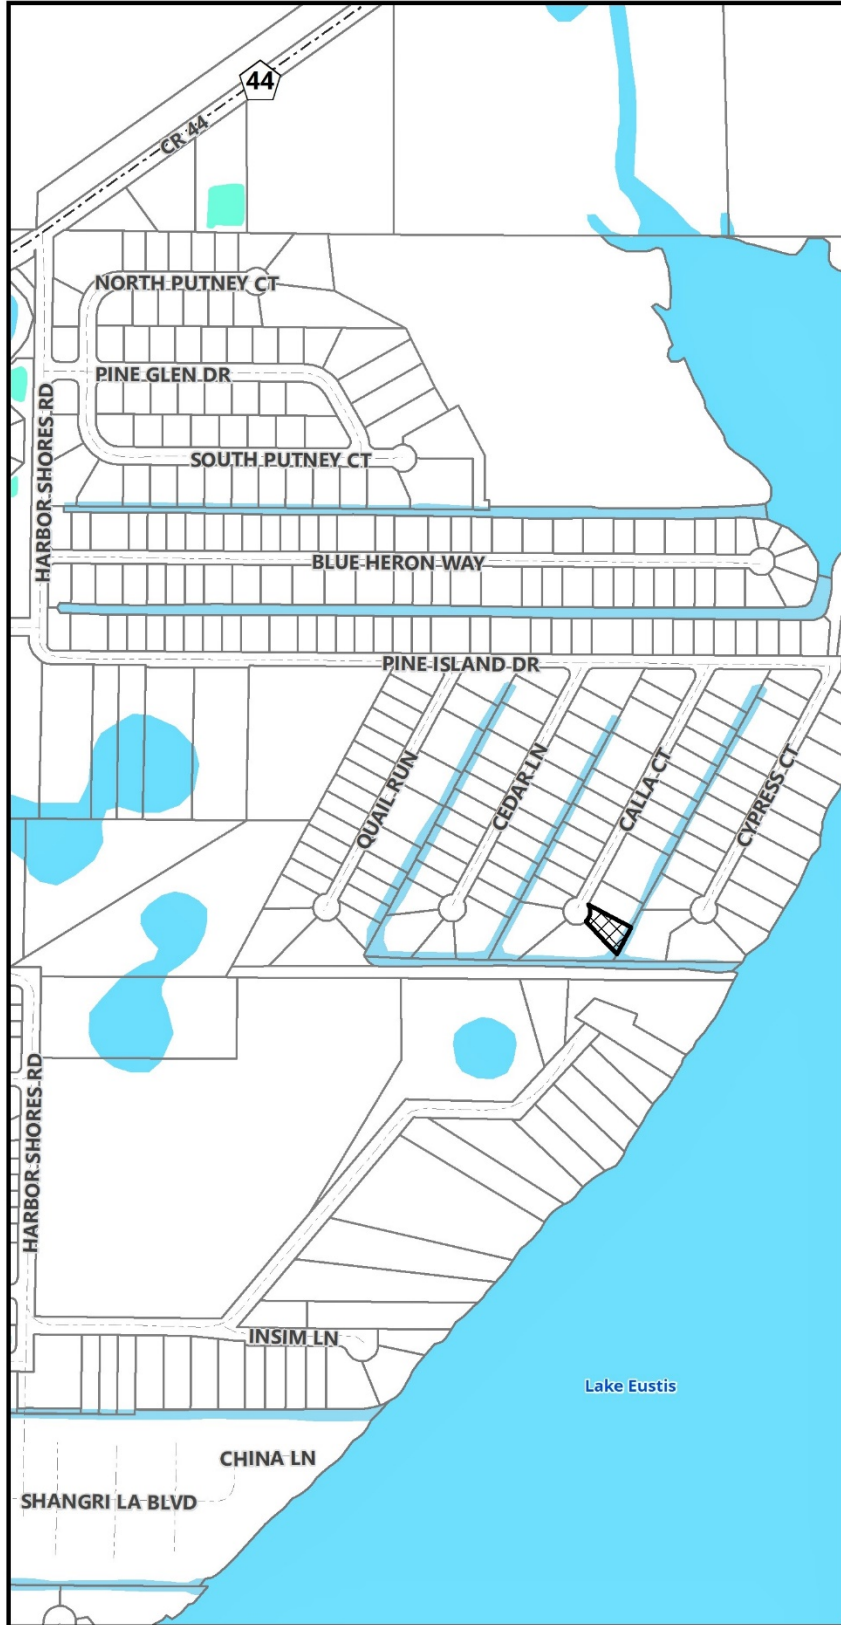 44
CR 44
NORTH PUTNEY CT
PINE GLEN DR
HARBOR SHORES RD
SOUTH PUTNEY CT
BLUE HERON WAY
PINE ISLAND DR
QUAIL RUN
CEDAR LN
CALLA CT
CYPRESS CT
HARBOR SHORES RD
INSIM LN
Lake Eustis
CHINA LN
SHANGRI LA BLVD